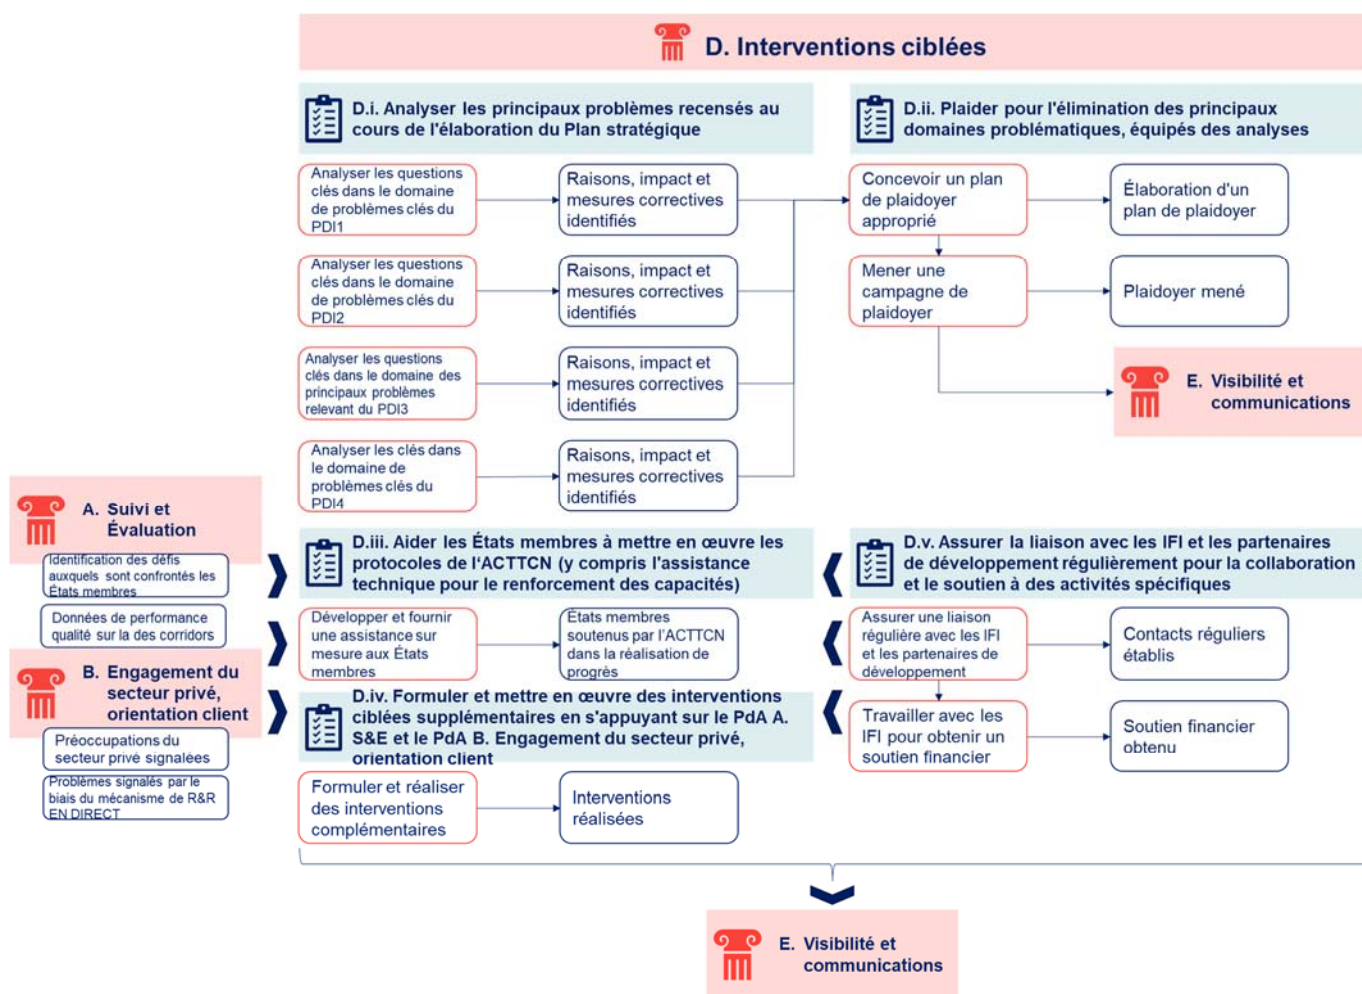 D. Interventions ciblées
D.i. Analyser les principaux problèmes recensés au
cours de l'élaboration du Plan stratégique
D.ii. Plaider pour l'élimination des principaux
domaines problématiques, équipés des analyses
Analyser les questions
clés dans le domaine
de problèmes clés du
PDI1
Raisons, impact et
mesures correctives
identifiés
Concevoir un plan
de plaidoyer
approprié
Élaboration d'un
plan de plaidoyer
Analyser les questions
clés dans le domaine
de problèmes clés du
PDI2
Raisons, impact et
mesures correctives
identifiés
Mener une
campagne de
plaidoyer
Plaidoyer mené
Analyser les questions
clés dans le domaine des
principaux problèmes
relevant du PDI3
Raisons, impact et
mesures correctives
identifiés
E. Visibilité et
communications
Analyser les clés dans
le domaine de
problèmes clés du
PDI4
Raisons, impact et
mesures correctives
identifiés
A. Suivi et
Évaluation
Identification des défis
auxquels sont confrontés les
États membres
Données de performance
qualité sur la des corridors
B. Engagement du
secteur privé,
orientation client
Préoccupations du
secteur privé signalées
Problèmes signalés par le
biais du mécanisme de R&R
EN DIRECT
D.iii. Aider les États membres à mettre en œuvre les
protocoles de l'ACTTCN (y compris l'assistance
technique pour le renforcement des capacités)
Développer et fournir
une assistance sur
mesure aux États
membres
États membres
soutenus par l'ACTTCN
dans la réalisation de
progrès
D.iv. Formuler et mettre en œuvre des interventions
ciblées supplémentaires en s'appuyant sur le PdA A.
S&E et le PdA B. Engagement du secteur privé,
orientation client
Formuler et réaliser
des interventions
complémentaires
Interventions
réalisées
D.v. Assurer la liaison avec les IFI et les partenaires
de développement régulièrement pour la collaboration
et le soutien à des activités spécifiques
Assurer une liaison
régulière avec les IFI
et les partenaires de
développement
Contacts réguliers
établis
Travailler avec les
IFI pour obtenir un
soutien financier
Soutien financier
obtenu
E. Visibilité et
communications